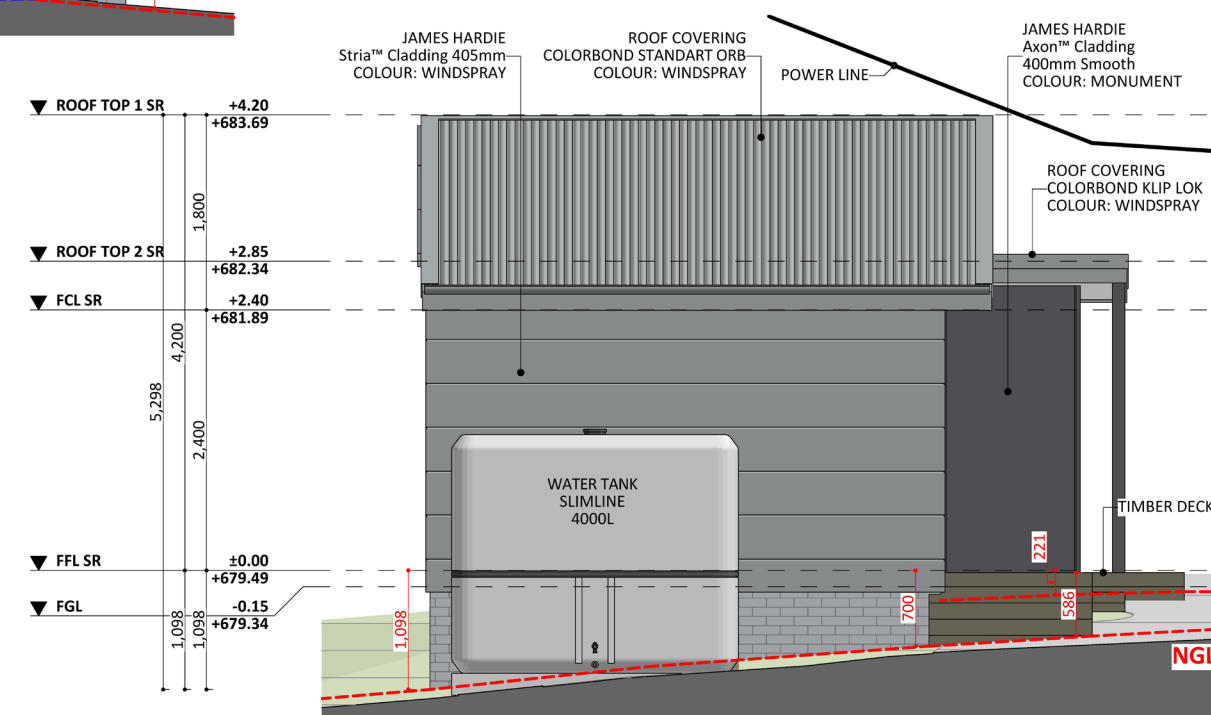 JAMES HARDIE
Stria™ Cladding 405mm
COLOUR: WINDSPRAY
ROOF COVERING
COLORBOND STANDART ORB
COLOUR: WINDSPRAY
POWER LINE
JAMES HARDIE
Axon™ Cladding
400mm Smooth
COLOUR: MONUMENT
ROOF COVERING
COLORBOND KLIP LOK
COLOUR: WINDSPRAY
ROOF TOP 1 SR +4.20
+683.69
1,800
ROOF TOP 2 SR +2.85
+682.34
FCL SR +2.40
+681.89
4,200
5,298
2,400
WATER TANK
SLIMLINE
4000L
TIMBER DECK
FFL SR ±0.00
+679.49
FGL -0.15
+679.34
1,098
1,098
1,098
700
221
586
NGL